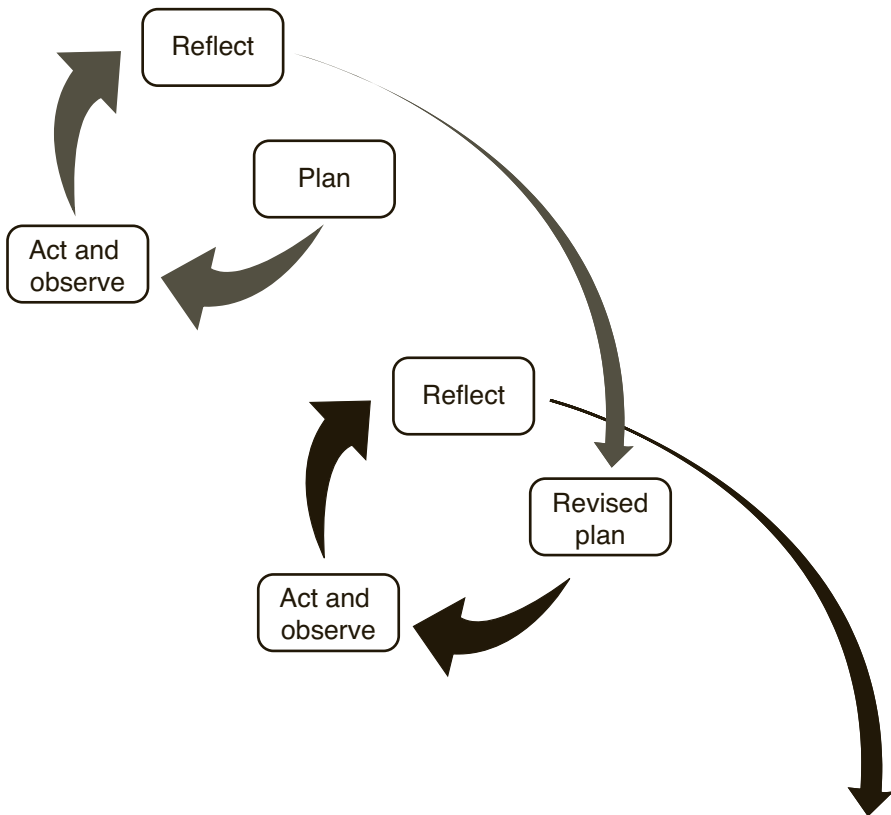 Reflect
Plan
Act and
observe
Reflect
Revised
plan
Act and
observe